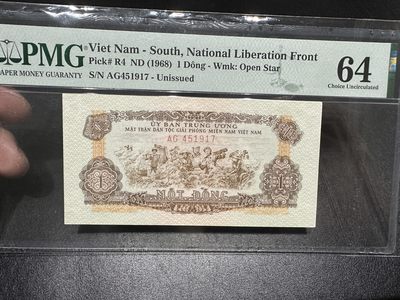 PMG
PAPER MONEY GUARANTY
Viet Nam - South, National Liberation Front
Pick# R4 ND (1968) 1 Dông - Wmk: Open Star
S/N AG451917 - Unissued
64
Choice Uncirculated
ỦY BAN TRUNG ƯƠNG
MẶT TRẬN DÂN TỘC GIẢI PHÓNG MIỀN NAM VIỆT NAM
AG 451917
1
1
MỘT ĐỒNG